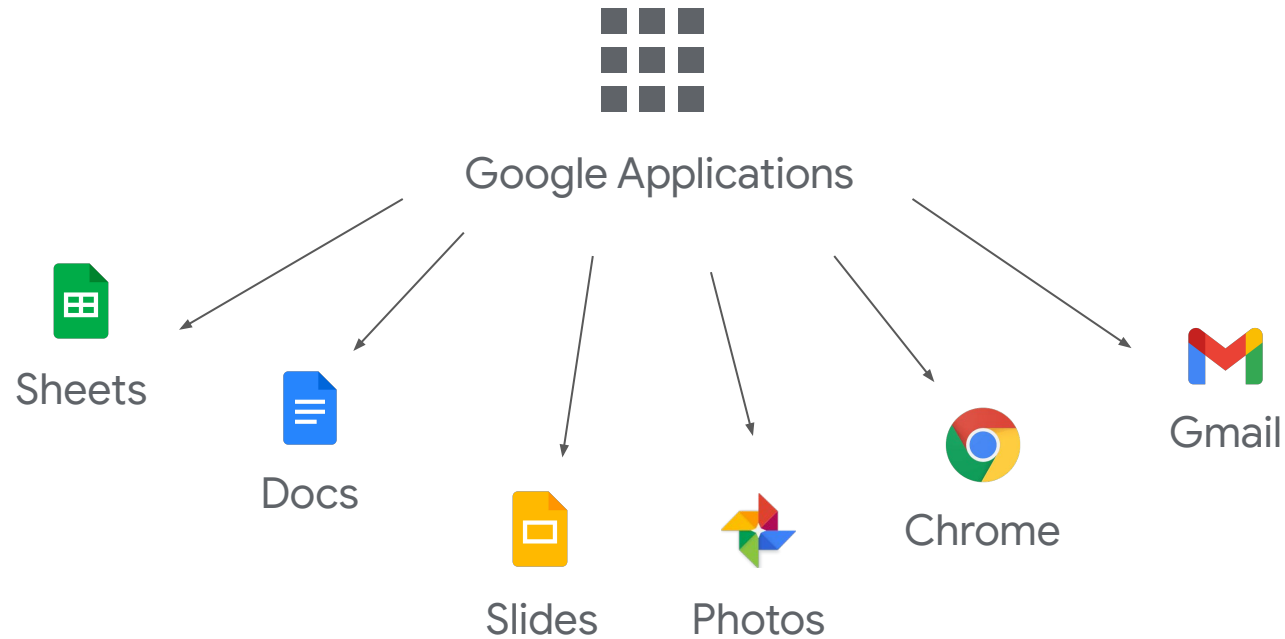 Google Applications
Sheets
Docs
Slides
Photos
Chrome
Gmail